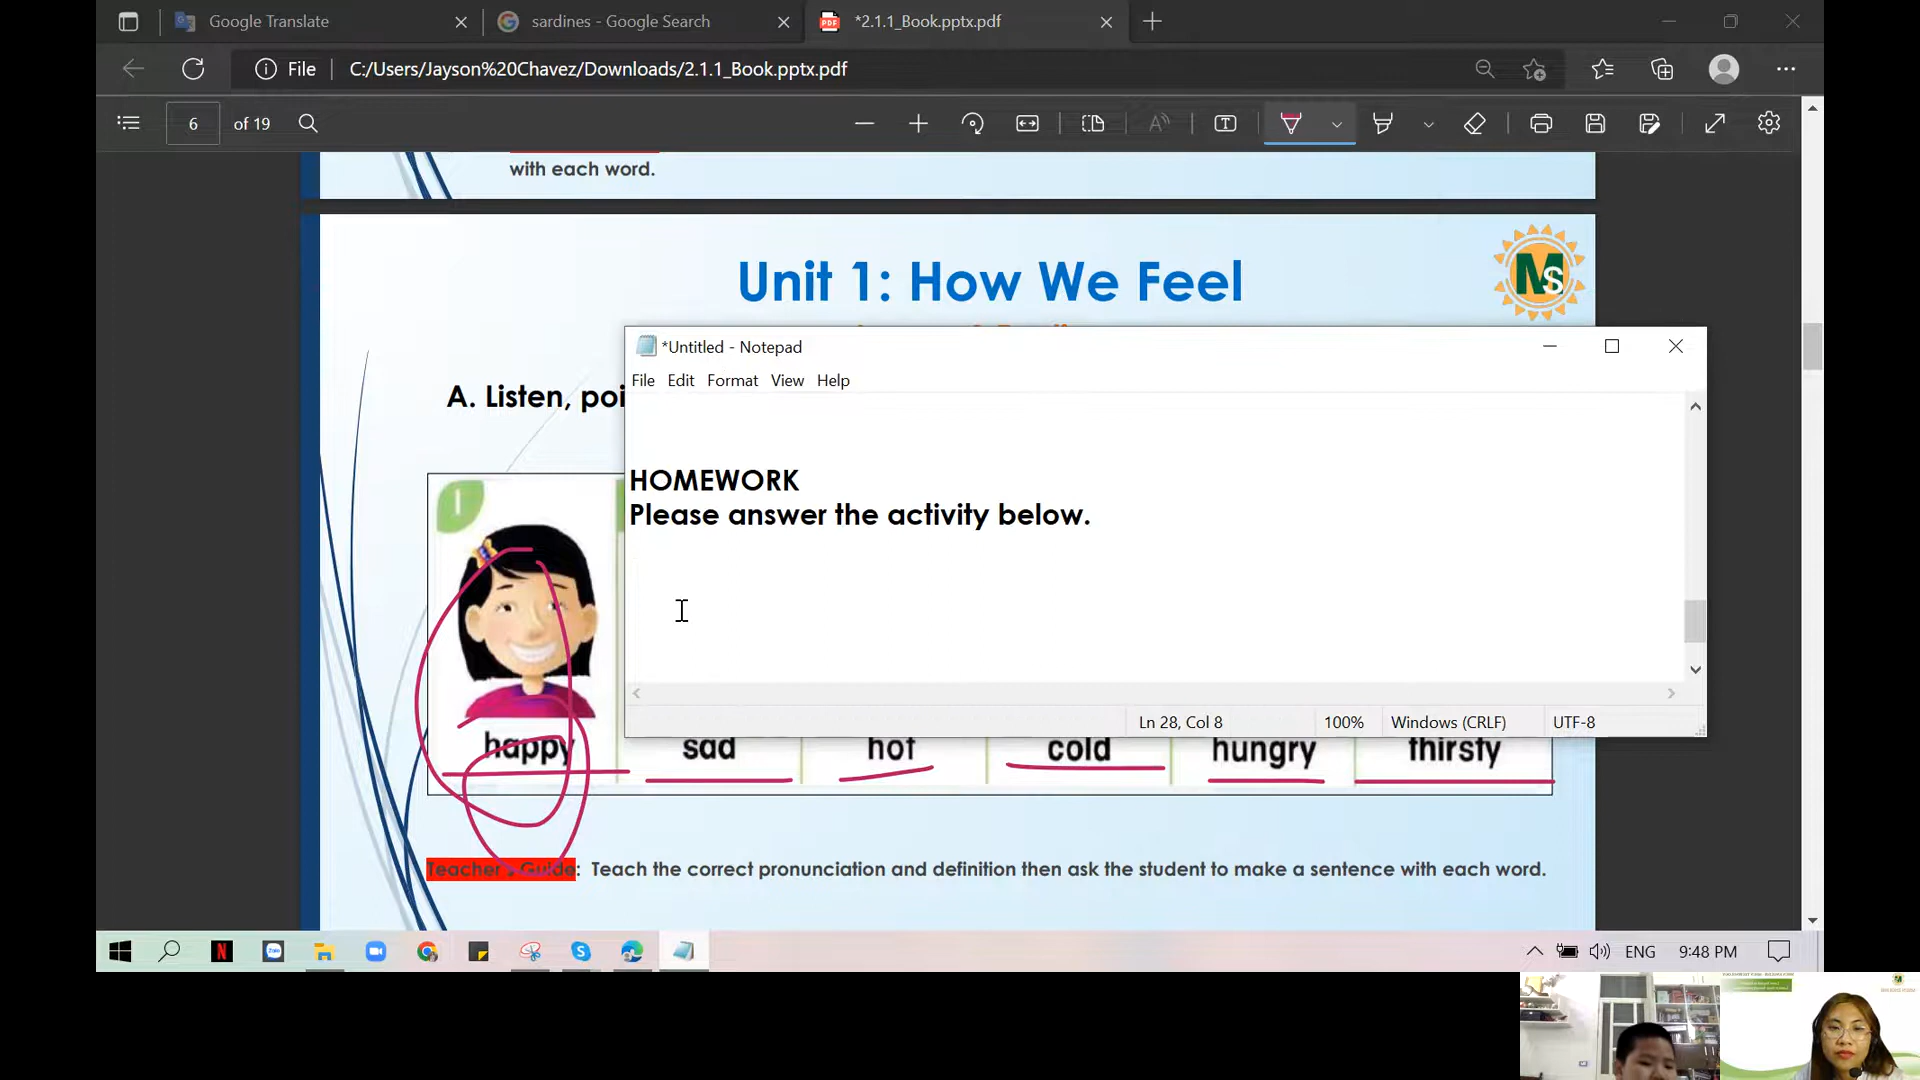 Google Translate
sardines - Google Search
PDF
*2.1.1_Book.pptx.pdf
File
C:/Users/Jayson%20Chavez/Downloads/2.1.1_Book.pptx.pdf
6 of 19
with each word.
Unit 1: How We Feel
MS
A. Listen, poi
*Untitled - Notepad
File Edit Format View Help
HOMEWORK
Please answer the activity below.
Ln 28, Col 8 100% Windows (CRLF) UTF-8
1
happy sad hot cold hungry thirsty
Teacher's Guide: Teach the correct pronunciation and definition then ask the student to make a sentence with each word.
ENG 9:48 PM